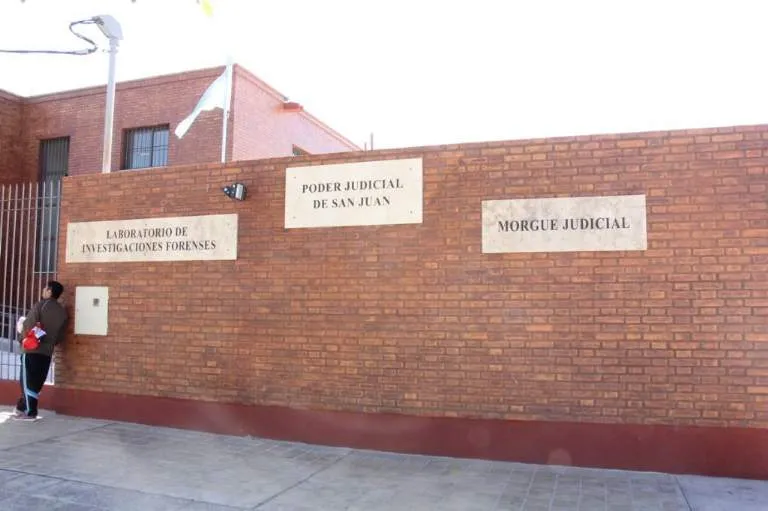 LABORATORIO DE
INVESTIGACIONES FORENSES
PODER JUDICIAL
DE SAN JUAN
MORGUE JUDICIAL